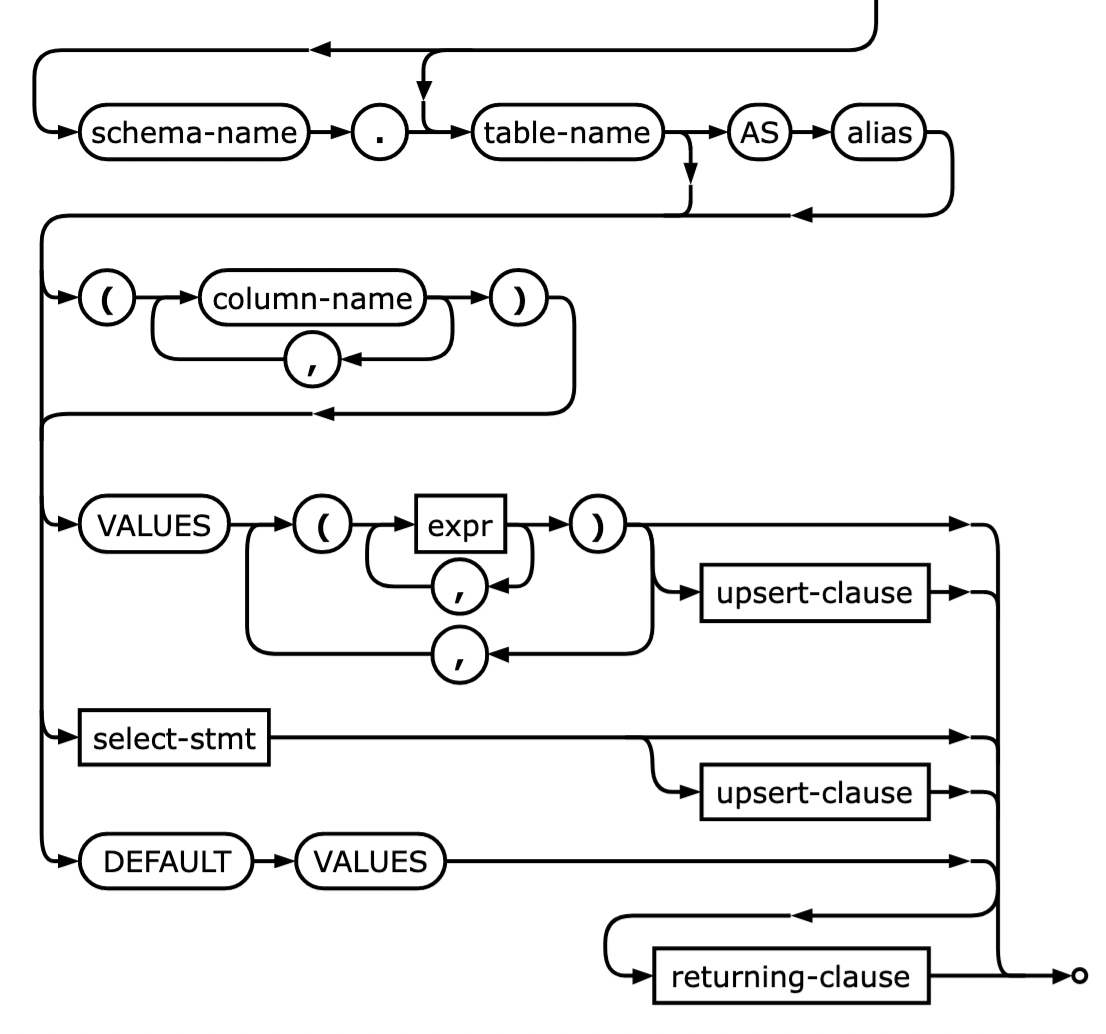 schema-name . table-name AS alias
( column-name )
,
VALUES ( expr )
,
upsert-clause
,
select-stmt
upsert-clause
DEFAULT VALUES
returning-clause